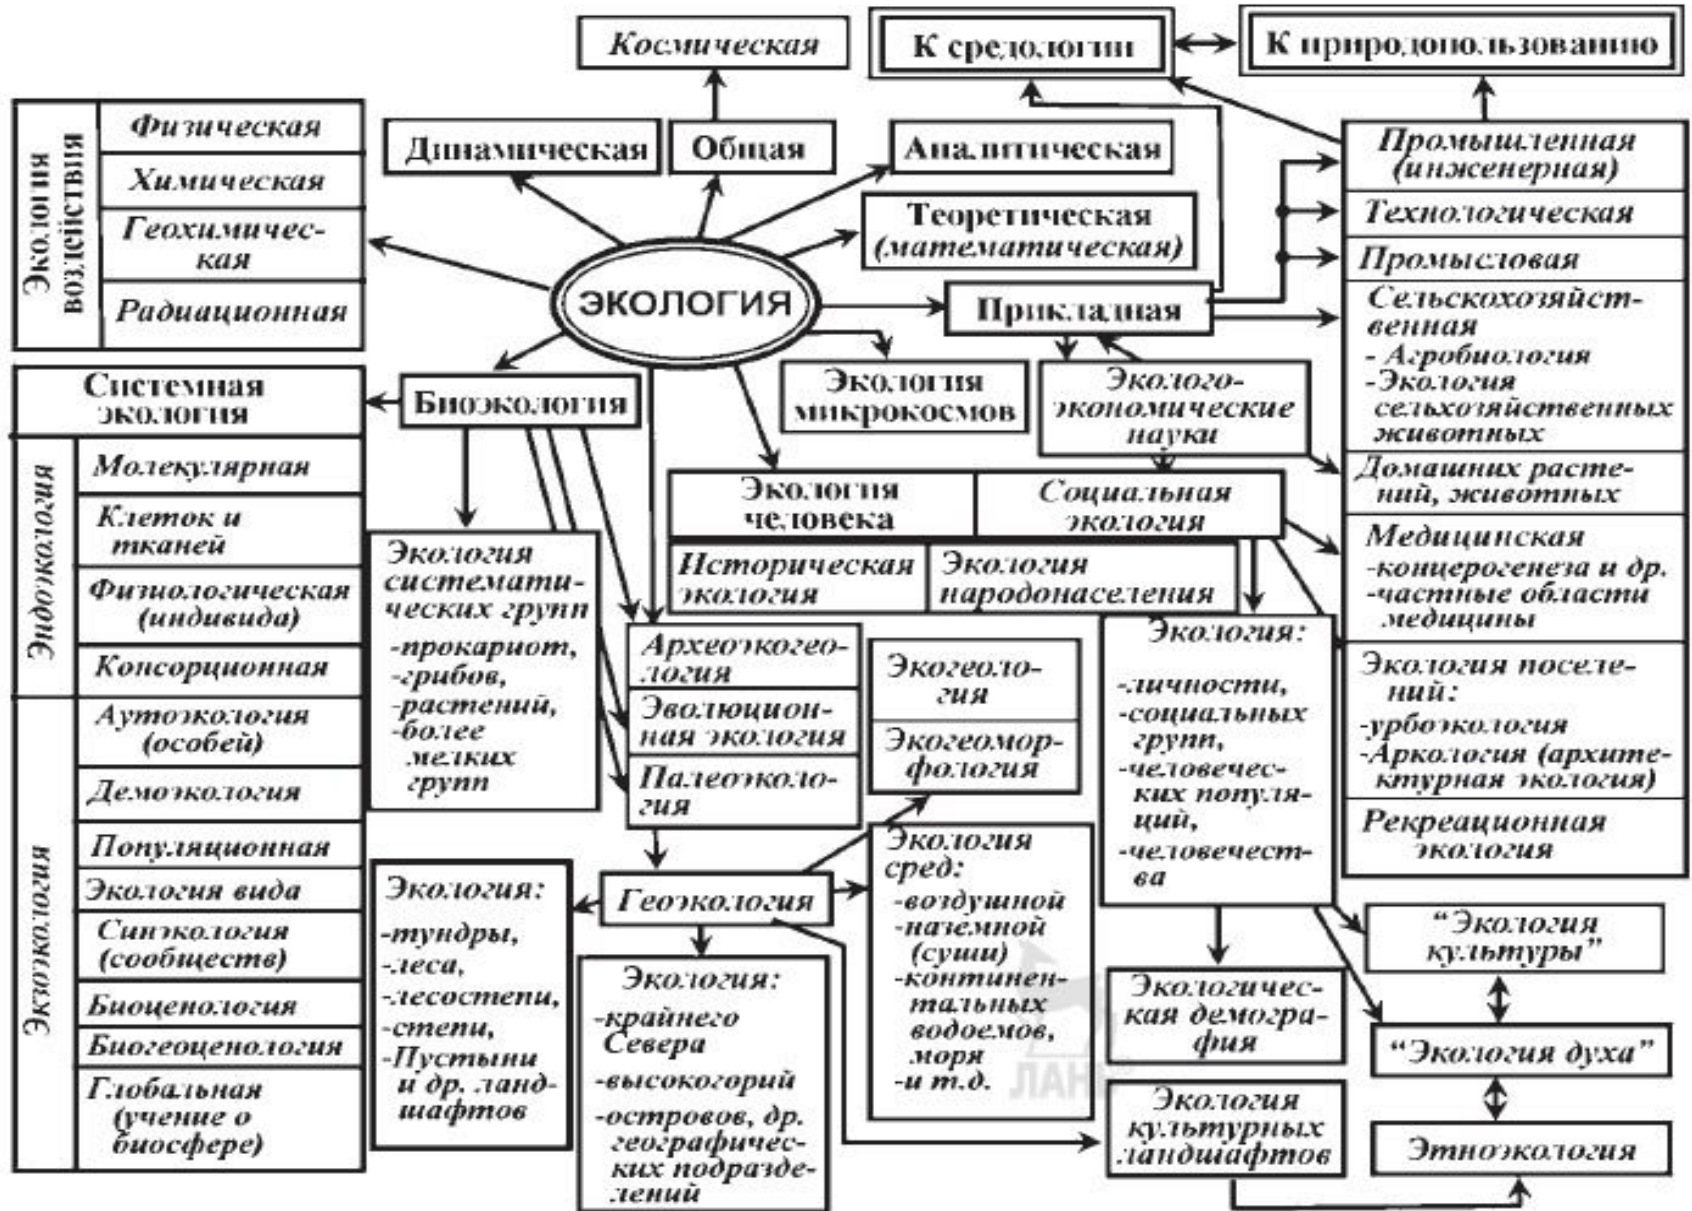 Космическая
К средологии
К природопользованию
Динамическая
Общая
Аналитическая
Теоретическая
(математическая)
ЭКОЛОГИЯ
Прикладная
Экология
микрокосмов
Эколого-
экономические
науки
Экология
возлействия
Физическая
Химическая
Геохимичес-
кая
Радиационная
Системная
экология
Биоэкология
Эндоэкология
Молекулярная
Клеток и
тканей
Физиологическая
(индивида)
Консорционная
Экзоэкология
Аутоэкология
(особей)
Демоэкология
Популяционная
Экология вида
Синэкология
(сообществ)
Биоценология
Биогеоценология
Глобальная
(учение о
биосфере)
Экология
системати-
ческих групп
-прокариот,
-грибов,
-растений,
-более
мелких
групп
Экология
человека
Социальная
экология
Историческая
экология
Экология
народонаселения
Археоэкогео-
логия
Эволюцион-
ная экология
Палеоэколо-
гия
Экогеоло-
гия
Экогеомор-
фология
Геоэкология
Экология:
-тундры,
-леса,
-лесостепи,
-степи,
-Пустыни
и др. ланд-
шафтов
Экология:
-крайнего
Севера
-высокогорий
-островов, др.
географичес-
ких подразде-
лений
Экология
сред:
-воздушной
-наземной
(суши)
-континен-
тальных
водоемов,
моря
-и т.д.
Экология:
-личности,
-социальных
групп,
-человечес-
ких популя-
ций,
-человечест-
ва
Экологичес-
кая демогра-
фия
Экология
культурных
ландшафтов
Промышленная
(инженерная)
Технологическая
Промысловая
Сельскохозяйст-
венная
- Агробиология
-Экология
сельхозяйственных
животных
Домашних расте-
ний, животных
Медицинская
-концерогенеза и др.
-частные области
медицины
Экология поселе-
ний:
-урбоэкология
-Аркология (архите-
ктурная экология)
Рекреационная
экология
“Экология
культуры”
“Экология духа”
Этноэкология
ЛАНЬ